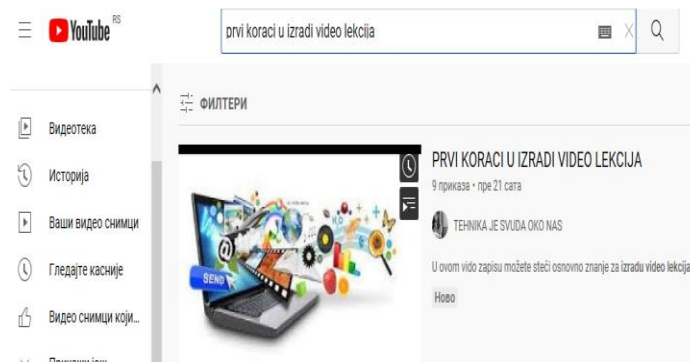 YouTube RS
prvi koraci u izradi video lekcija
ФИЛТЕРИ
Видеотека
Историја
Ваши видео снимци
Гледајте касније
Видео снимци који...
SEND
@
PRVI KORACI U IZRADI VIDEO LEKCIJA
9 приказа • пре 21 сата
TEHNIKA JE SVUDA OKO NAS
U ovom vido zapisu možete steći osnovno znanje za izradu video lekcija
Ново